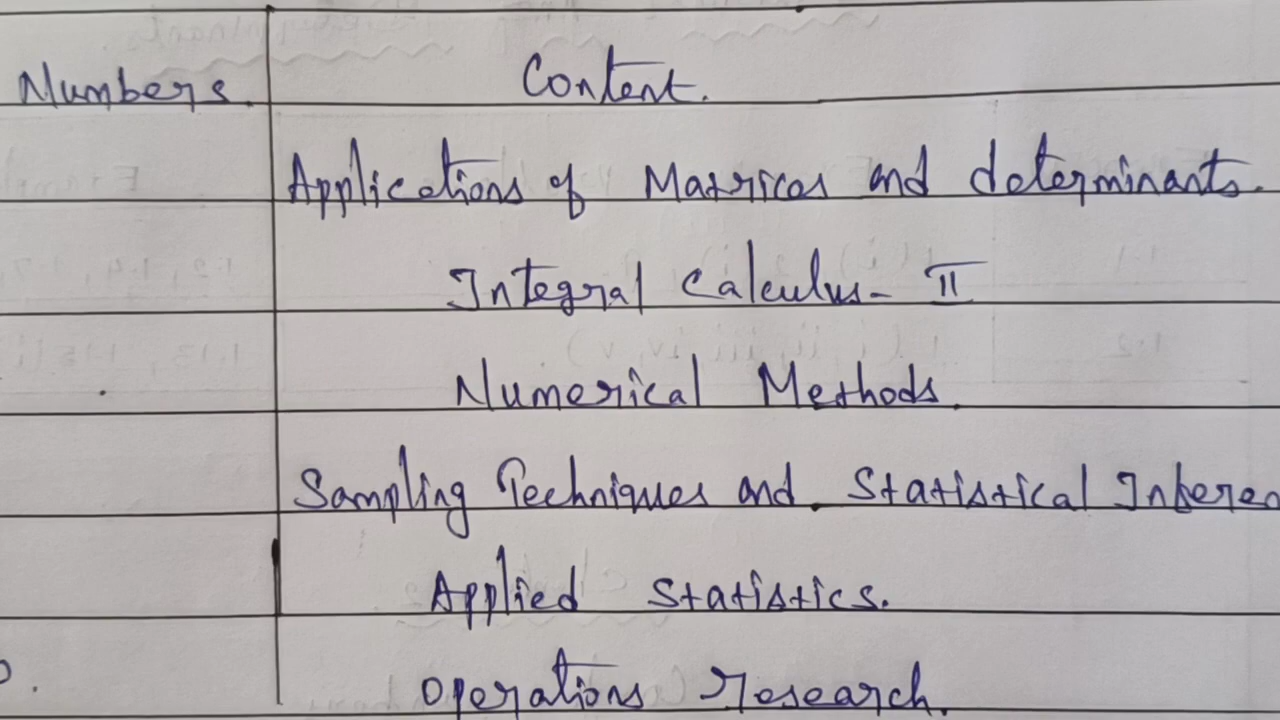 Numbers. Content.
Applications of Matrices and determinants.
Integral Calculus - II
Numerical Methods.
Sampling Techniques and Statistical Inferen
Applied Statistics.
Operations research.